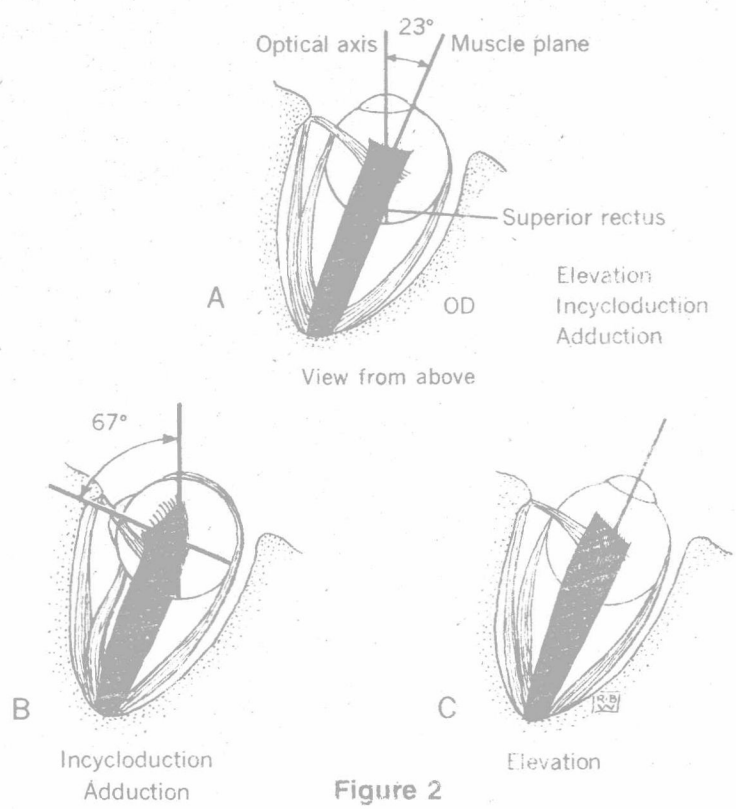 23°
Optical axis
Muscle plane
Superior rectus
A
OD
Elevation
Incycloduction
Adduction
View from above
67°
B
C
R·B
Incycloduction
Adduction
Elevation
Figure 2